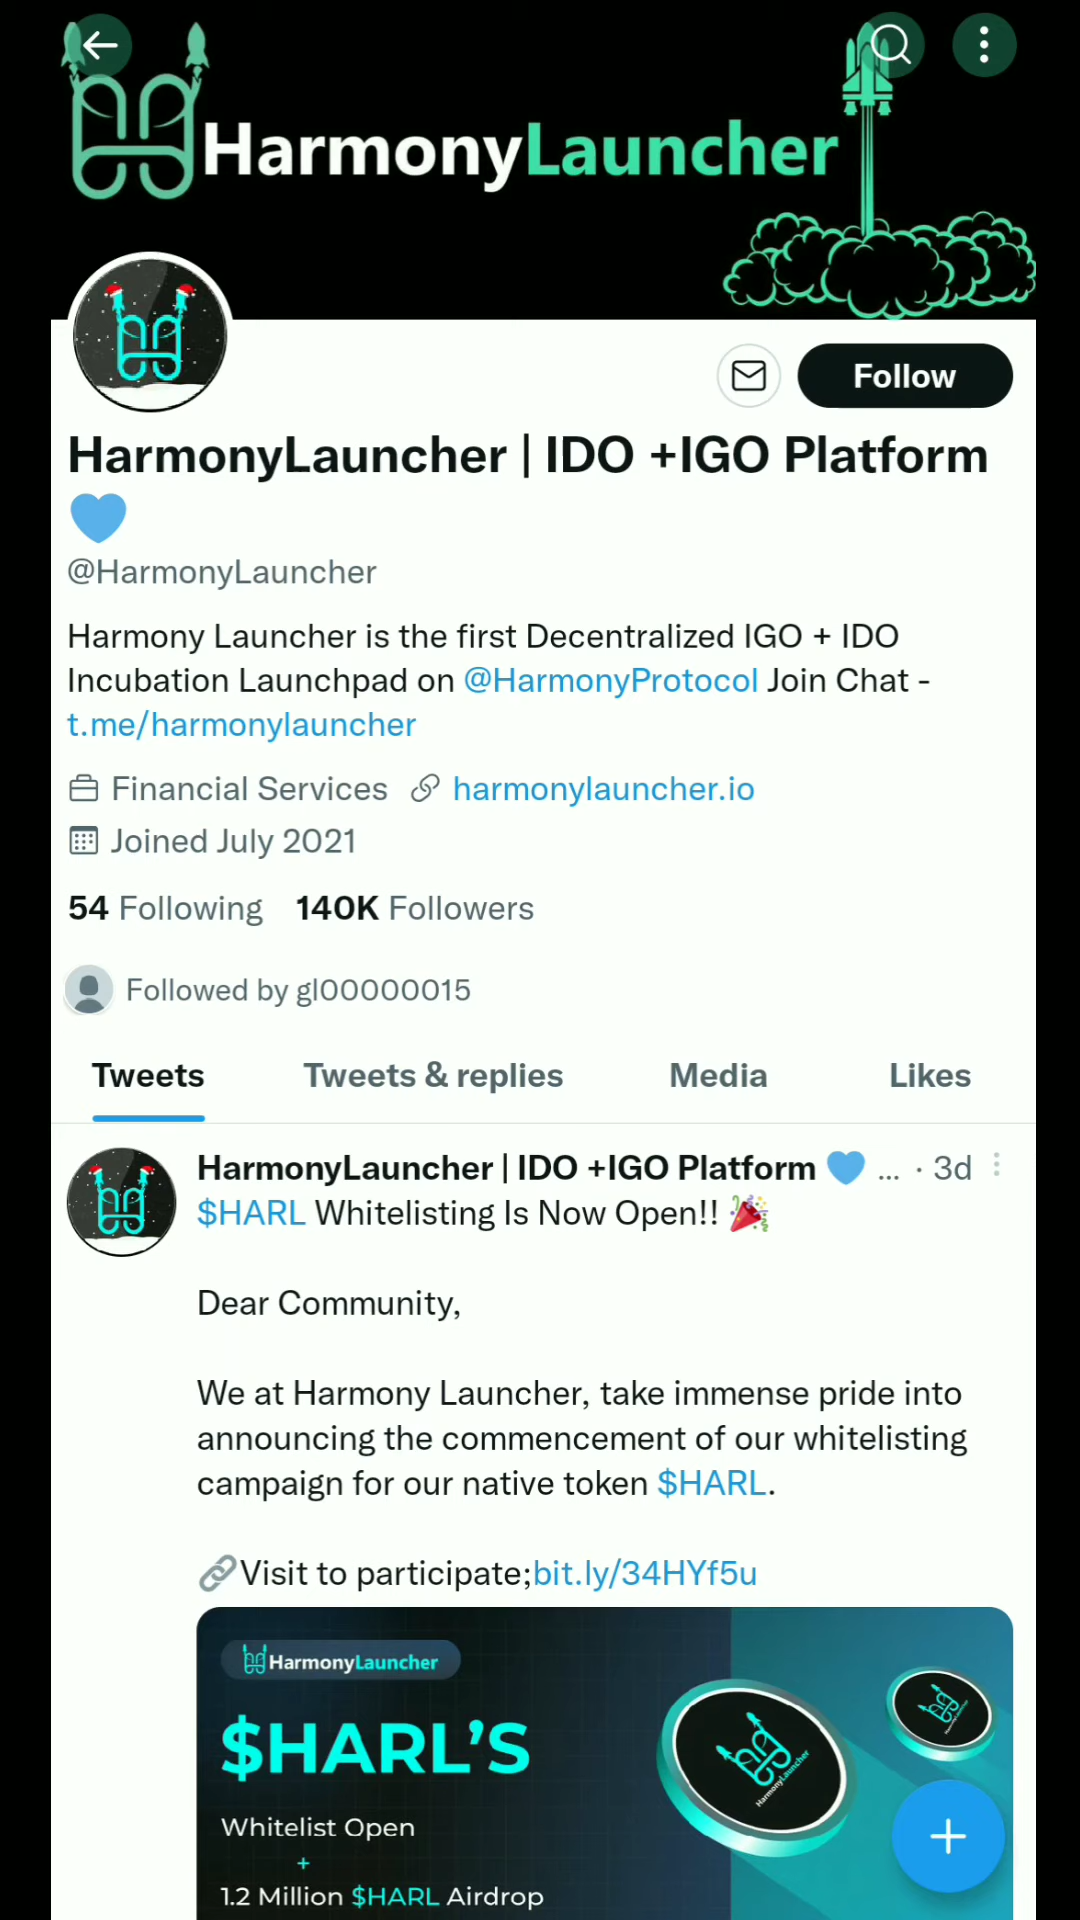 HarmonyLauncher
Follow
HarmonyLauncher | IDO +IGO Platform
💙
@HarmonyLauncher
Harmony Launcher is the first Decentralized IGO + IDO
Incubation Launchpad on @HarmonyProtocol Join Chat -
t.me/harmonylauncher
Financial Services harmonylauncher.io
Joined July 2021
54 Following 140K Followers
Followed by gl00000015
Tweets Tweets & replies Media Likes
HarmonyLauncher | IDO +IGO Platform 💙 ... · 3d
$HARL Whitelisting Is Now Open!! 🎉
Dear Community,
We at Harmony Launcher, take immense pride into
announcing the commencement of our whitelisting
campaign for our native token $HARL.
🔗Visit to participate;bit.ly/34HYf5u
HarmonyLauncher
$HARL'S
Whitelist Open
+
1.2 Million $HARL Airdrop
HarmonyLauncher